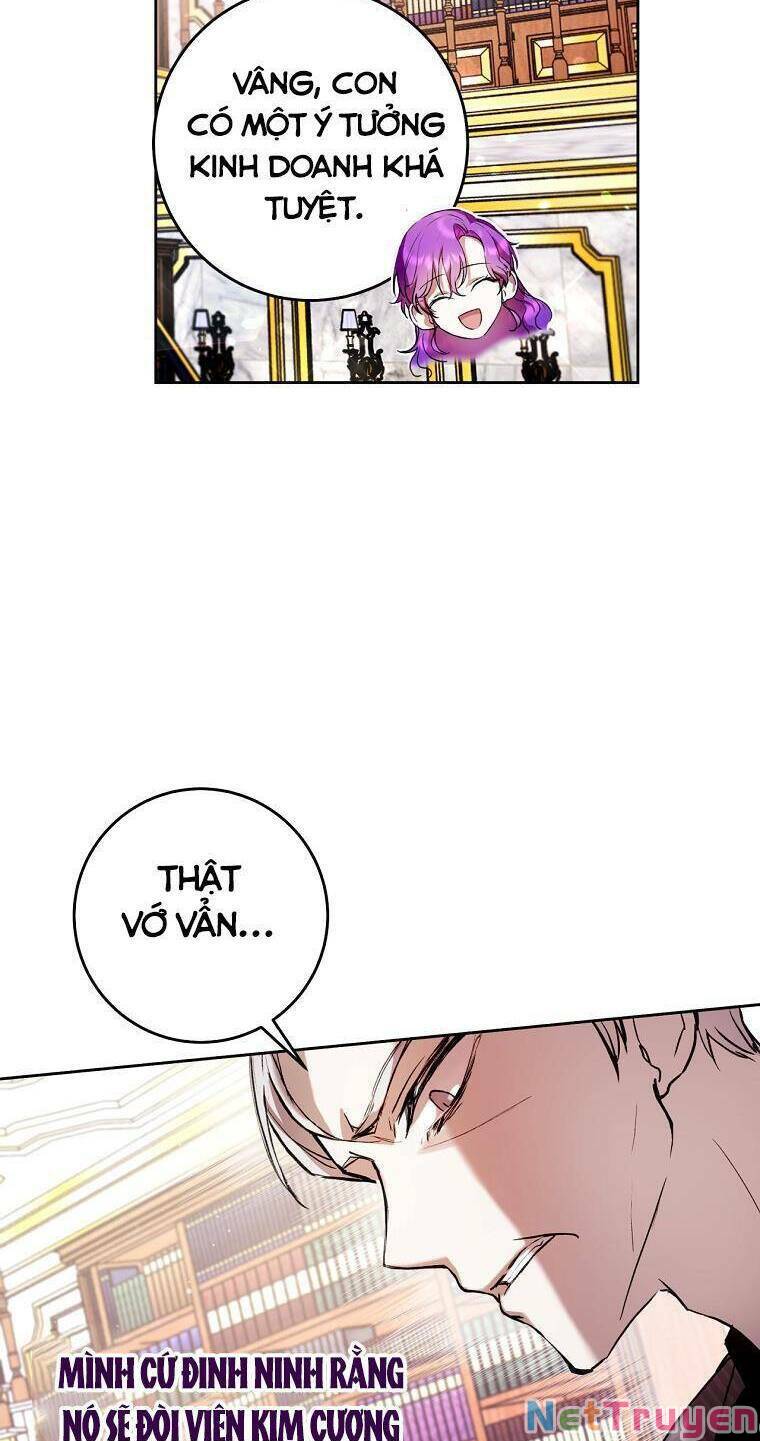 VÂNG, CON
CÓ MỘT Ý TƯỞNG
KINH DOANH KHÁ
TUYỆT.
THẬT
VỚ VẨN...
MÌNH CỨ ĐINH NINH RẰNG
NÓ SẼ ĐÒI VIÊN KIM CƯƠNG
NetTruyen